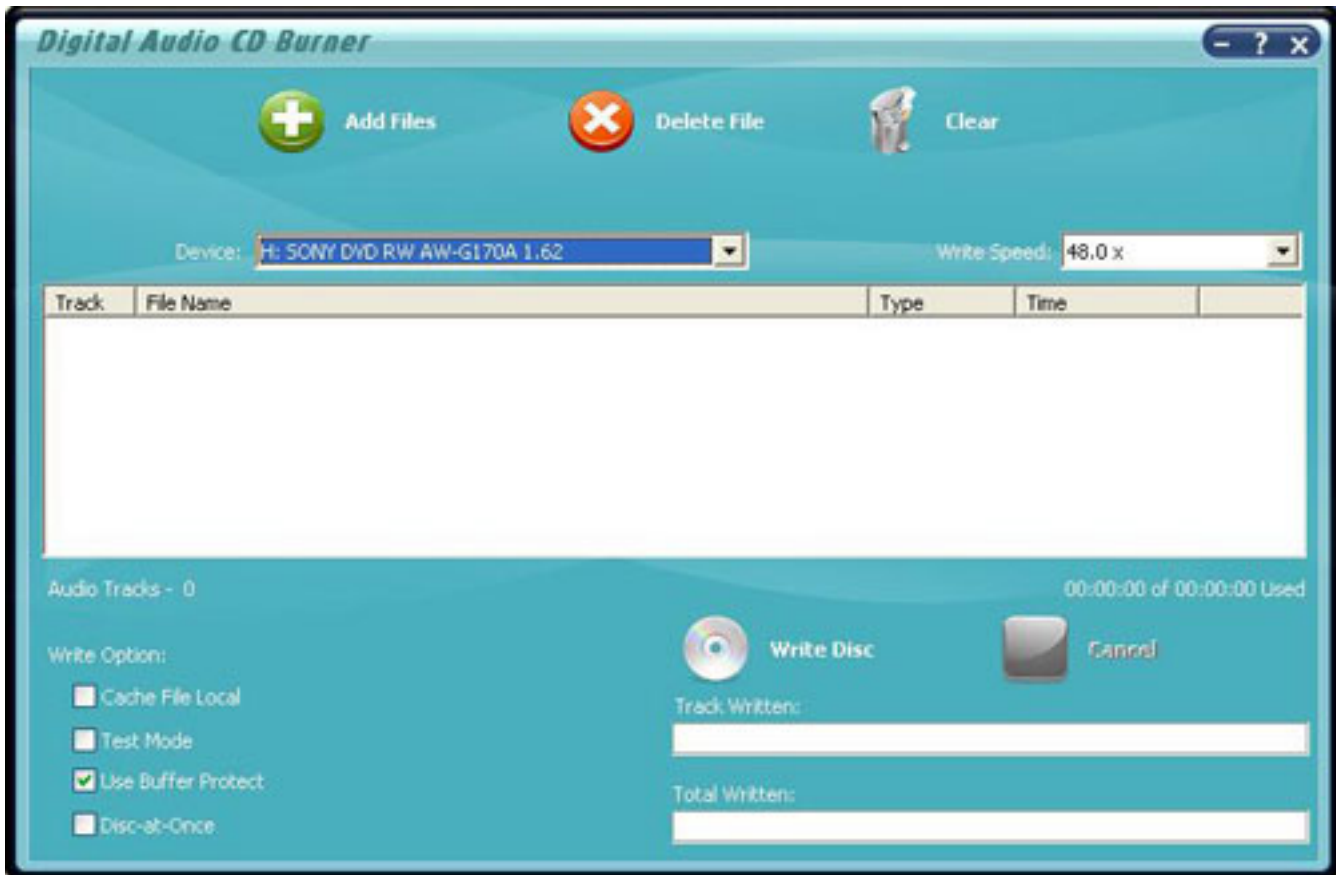 Digital Audio CD Burner
Add Files
Delete File
Clear
Device: H: SONY DVD RW AW-G170A 1.62
Write Speed: 48.0 x
Track File Name Type Time
Audio Tracks - 0
00:00:00 of 00:00:00 Used
Write Disc
Cancel
Write Option:
Cache File Local
Test Mode
Use Buffer Protect
Disc-at-Once
Track Written:
Total Written: